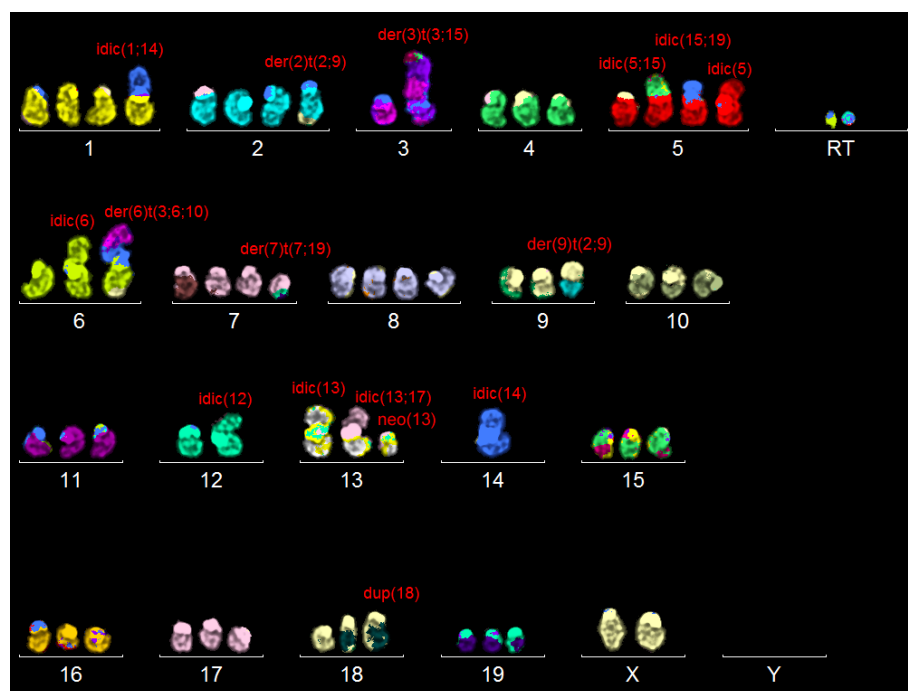 idic(1;14)
der(2)t(2;9)
der(3)t(3;15)
idic(15;19)
idic(5;15)
idic(5)
1
2
3
4
5
RT
idic(6)
der(6)t(3;6;10)
der(7)t(7;19)
der(9)t(2;9)
6
7
8
9
10
idic(12)
idic(13)
idic(13;17)
neo(13)
idic(14)
11
12
13
14
15
dup(18)
16
17
18
19
X
Y